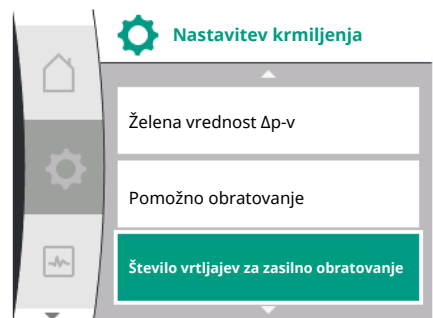 Nastavitev krmiljenja
Želena vrednost Δp-v
Pomožno obratovanje
Število vrtljajev za zasilno obratovanje